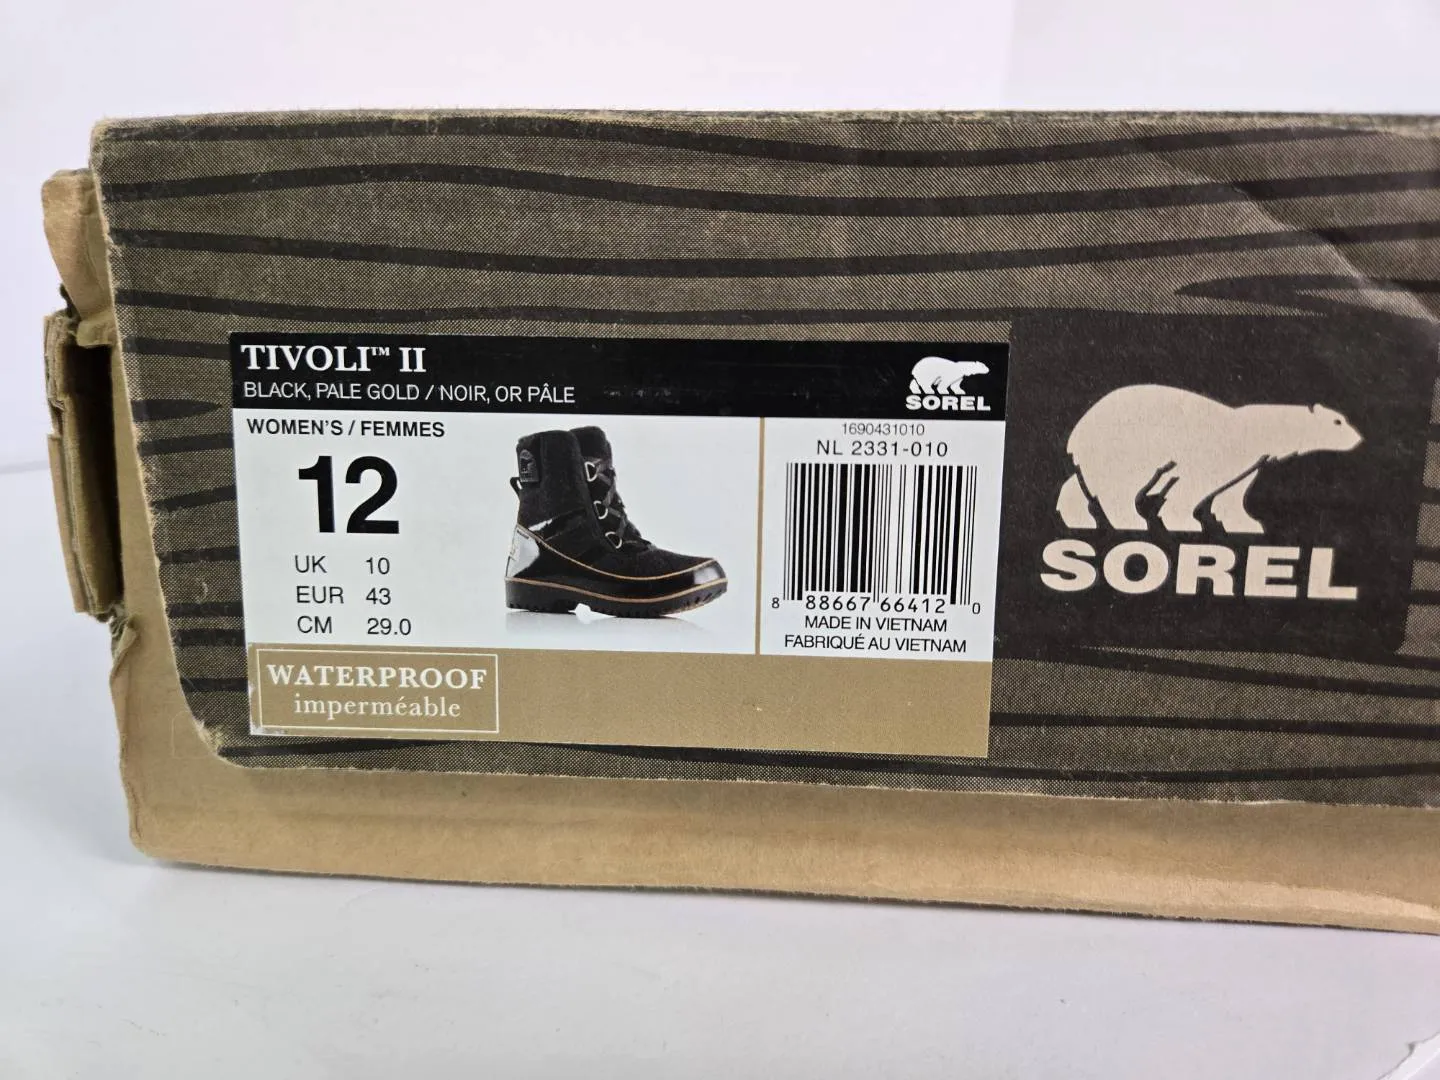 TIVOLI™ II
BLACK, PALE GOLD / NOIR, OR PÂLE
SOREL
WOMEN'S / FEMMES
12
UK 10
EUR 43
CM 29.0
1690431010
NL 2331-010
8 88667 66412 0
MADE IN VIETNAM
FABRIQUÉ AU VIETNAM
WATERPROOF
imperméable
SOREL